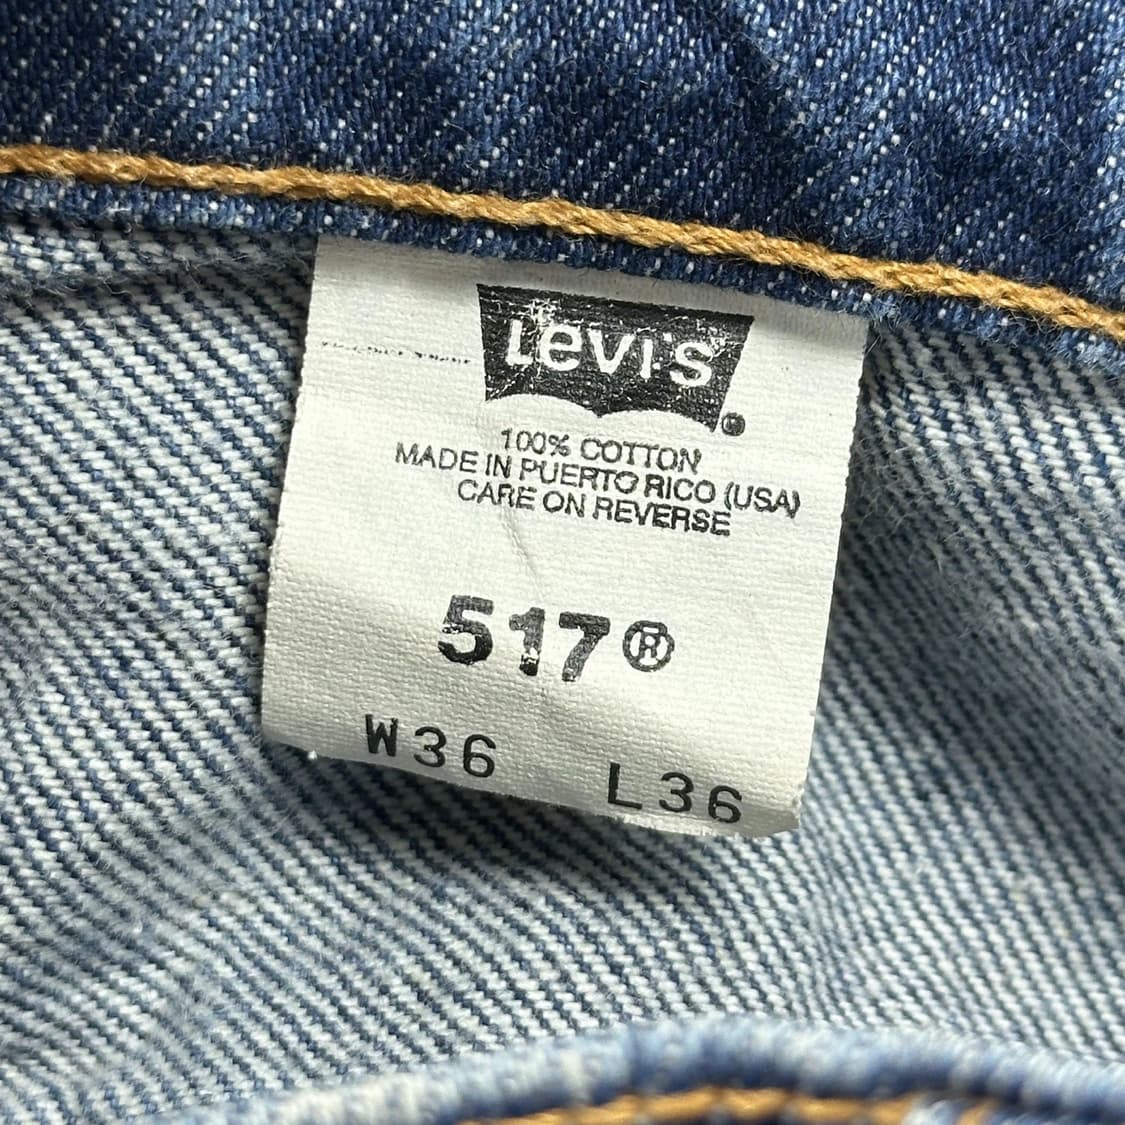 Levi's®
100% COTTON
MADE IN PUERTO RICO (USA)
CARE ON REVERSE
517®
W36 L36